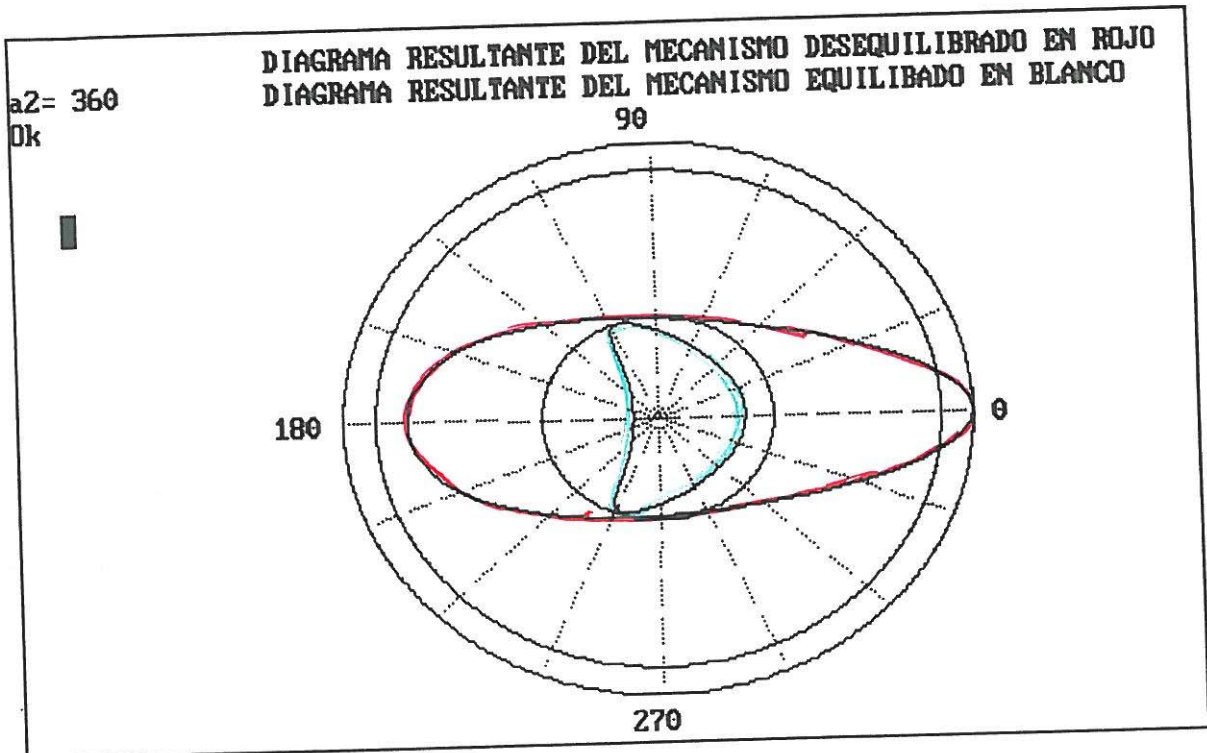 DIAGRAMA RESULTANTE DEL MECANISMO DESEQUILIBRADO EN ROJO
DIAGRAMA RESULTANTE DEL MECANISMO EQUILIBADO EN BLANCO
a2= 360
Ok
90
180
0
270